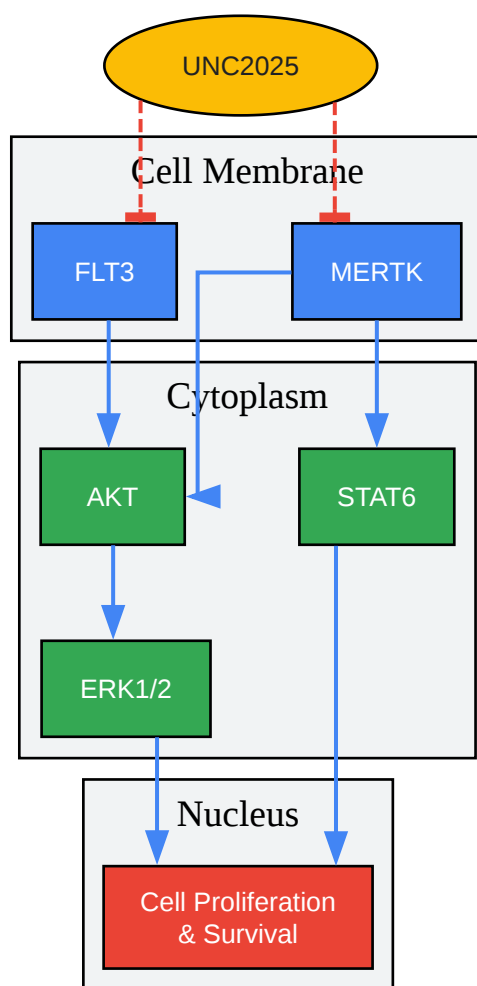 UNC2025
Cell Membrane
FLT3
MERTK
Cytoplasm
AKT
STAT6
ERK1/2
Nucleus
Cell Proliferation
& Survival